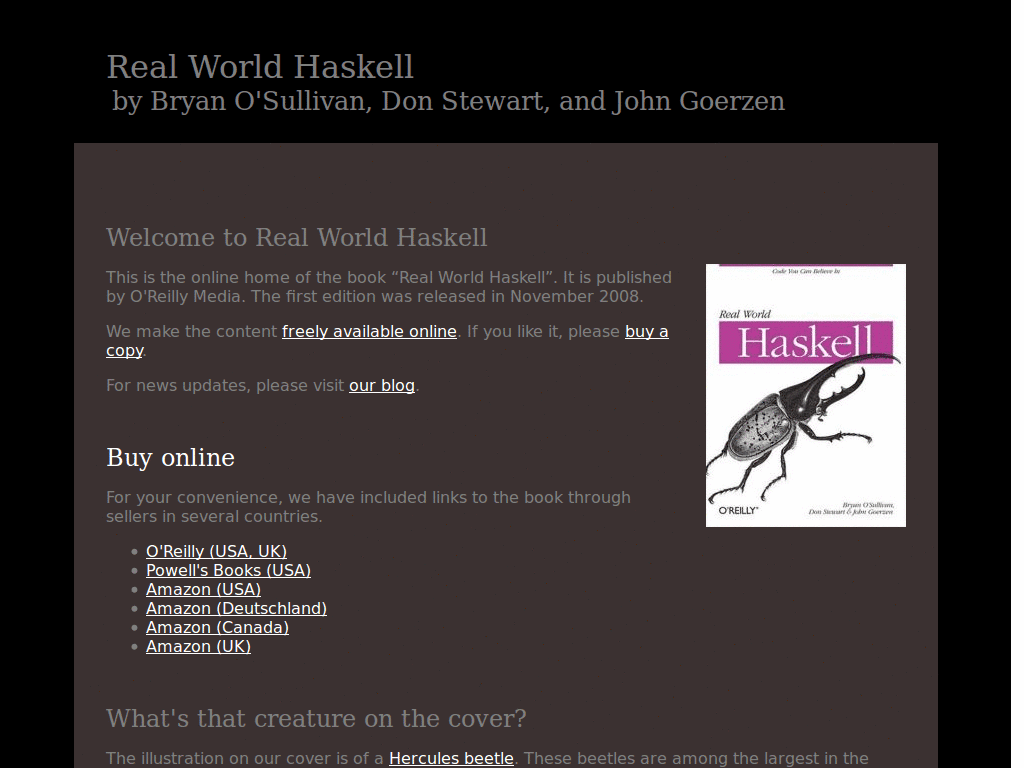 Real World Haskell
by Bryan O'Sullivan, Don Stewart, and John Goerzen
Welcome to Real World Haskell
This is the online home of the book “Real World Haskell”. It is published
by O'Reilly Media. The first edition was released in November 2008.
We make the content freely available online. If you like it, please buy a
copy.
For news updates, please visit our blog.
Code You Can Believe In
Real World
Haskell
O'REILLY®
Bryan O'Sullivan,
Don Stewart & John Goerzen
Buy online
For your convenience, we have included links to the book through
sellers in several countries.
O'Reilly (USA, UK)
Powell's Books (USA)
Amazon (USA)
Amazon (Deutschland)
Amazon (Canada)
Amazon (UK)
What's that creature on the cover?
The illustration on our cover is of a Hercules beetle. These beetles are among the largest in the